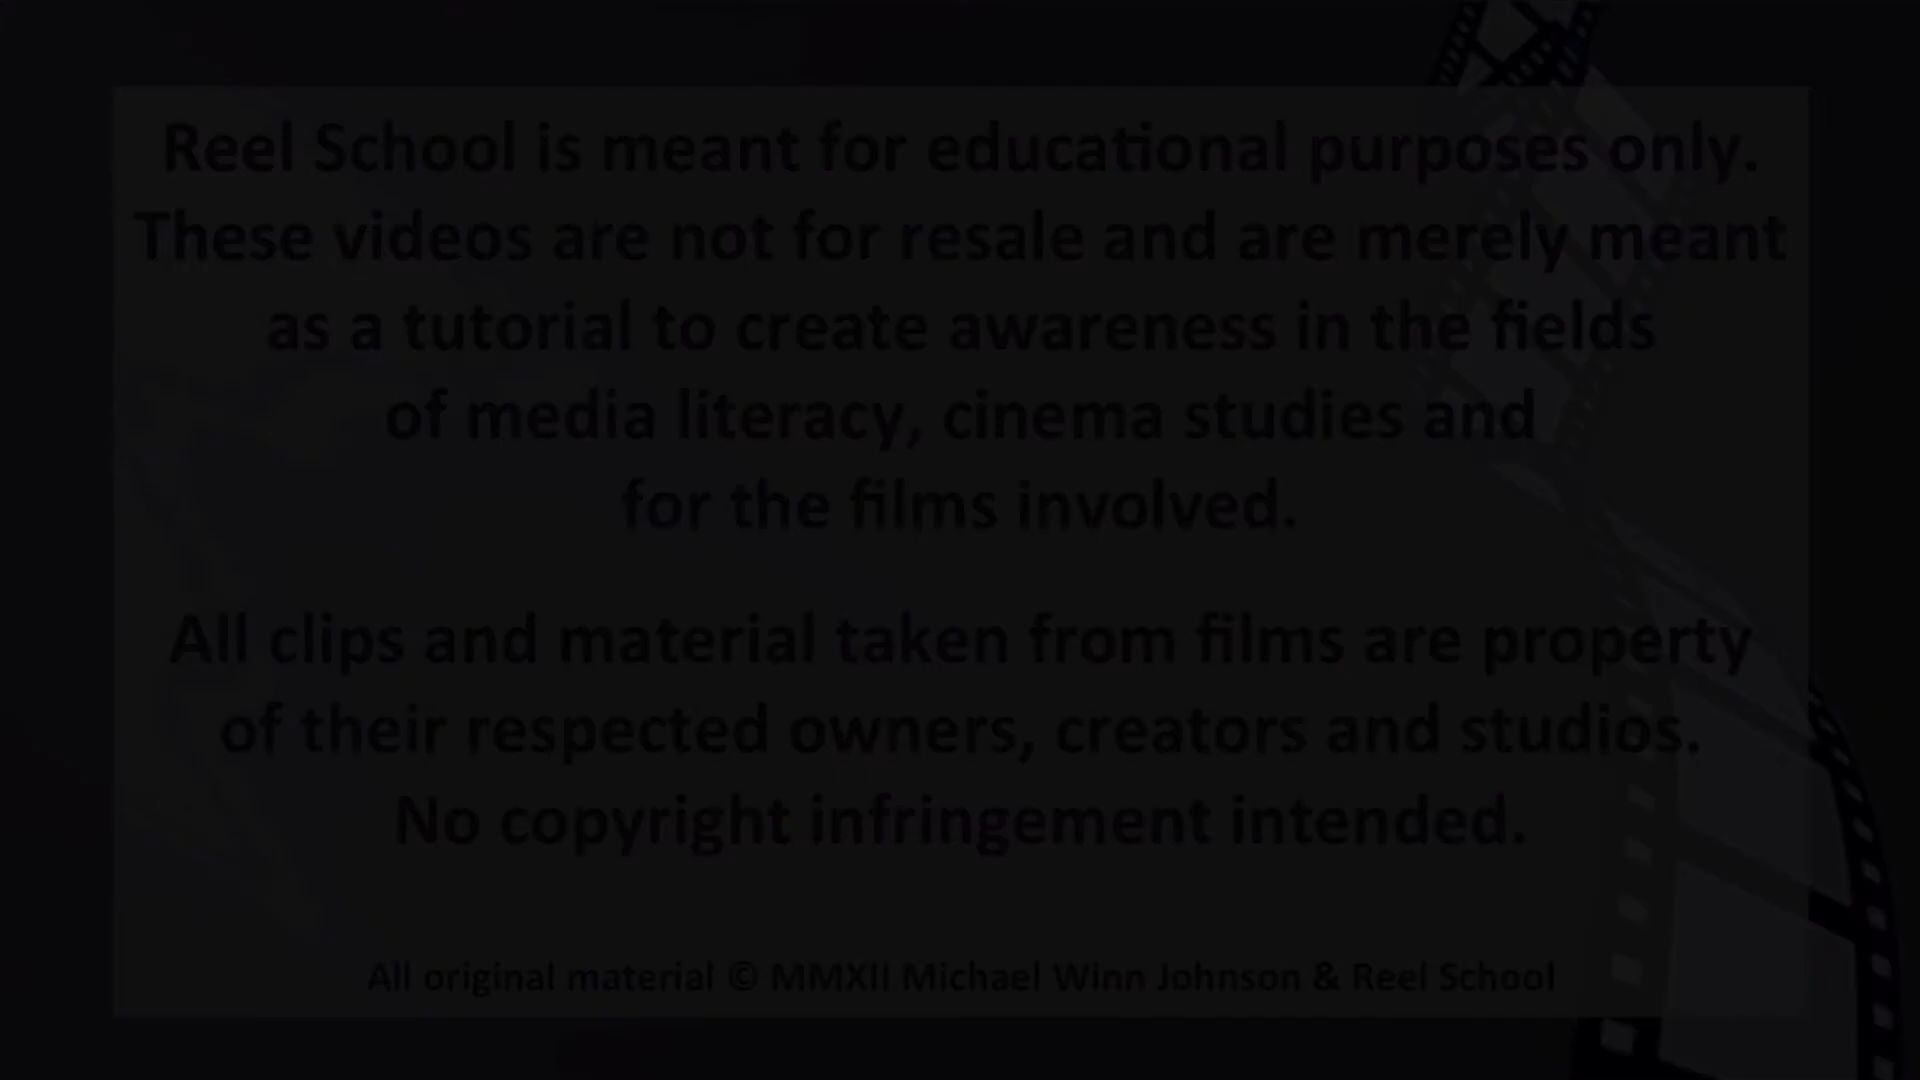 Reel School is meant for educational purposes only.
These videos are not for resale and are merely meant
as a tutorial to create awareness in the fields
of media literacy, cinema studies and
for the films involved.
All clips and material taken from films are property
of their respected owners, creators and studios.
No copyright infringement intended.
All original material © MMXII Michael Winn Johnson & Reel School